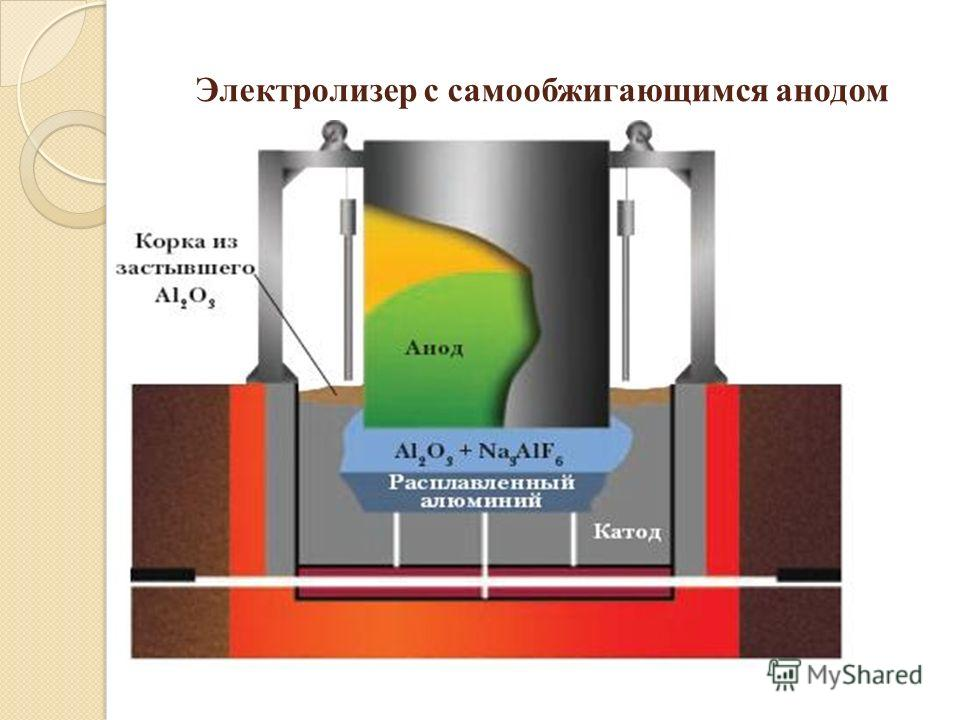 Электролизер с самообжигающимся анодом
Корка из
застывшего
Al₂O₃
Анод
Al₂O₃ + Na₃AlF₆
Расплавленный
алюминий
Катод
MyShared